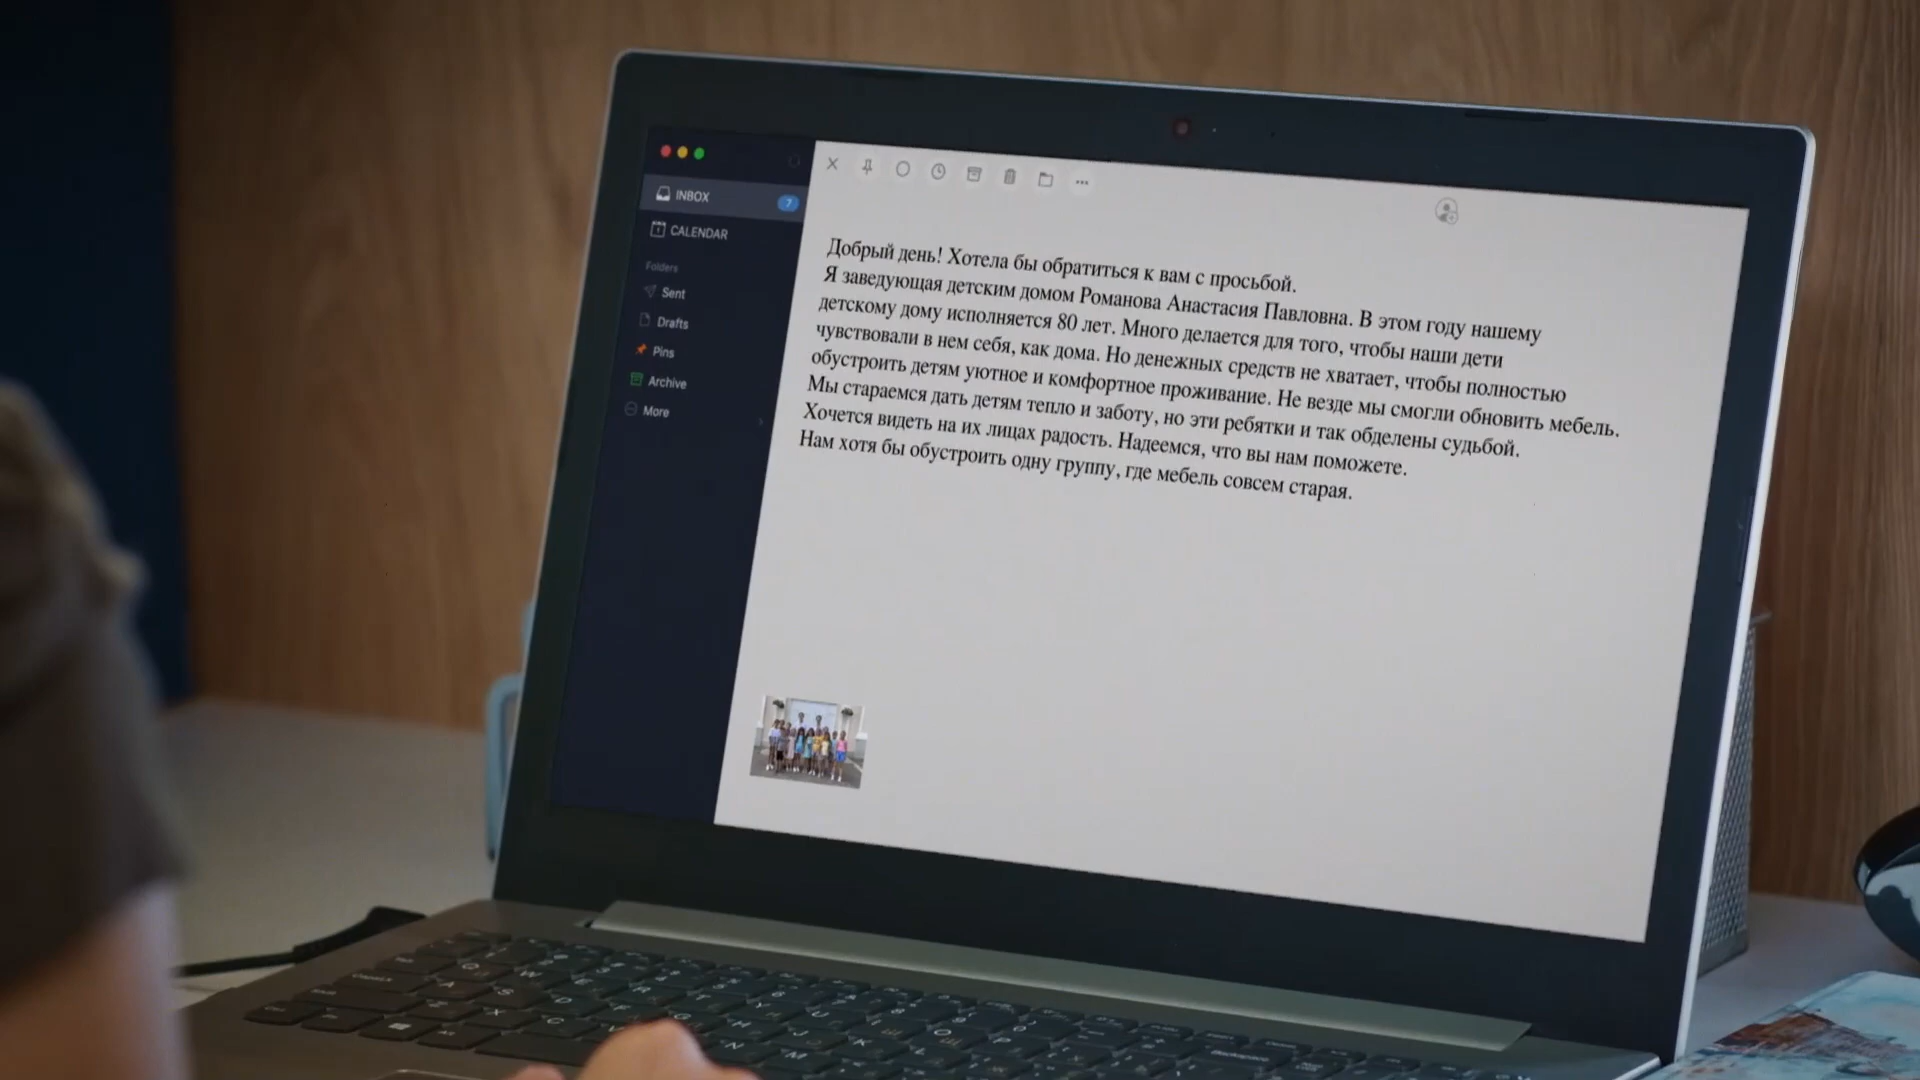 INBOX
7
CALENDAR
Folders
Sent
Drafts
Pins
Archive
More
Добрый день! Хотела бы обратиться к вам с просьбой.
Я заведующая детским домом Романова Анастасия Павловна. В этом году нашему
детскому дому исполняется 80 лет. Много делается для того, чтобы наши дети
чувствовали в нем себя, как дома. Но денежных средств не хватает, чтобы полностью
обустроить детям уютное и комфортное проживание. Не везде мы смогли обновить мебель.
Мы стараемся дать детям тепло и заботу, но эти ребятки и так обделены судьбой.
Хочется видеть на их лицах радость. Надеемся, что вы нам поможете.
Нам хотя бы обустроить одну группу, где мебель совсем старая.